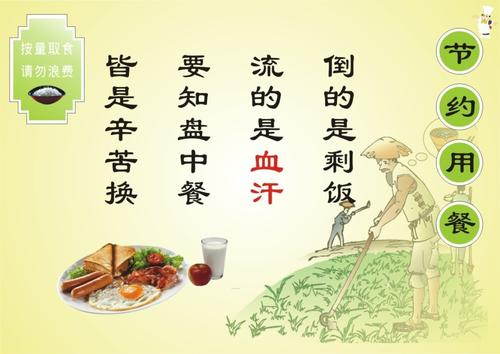 按量取食
请勿浪费
节约用餐
倒的是剩饭
流的是血汗
要知盘中餐
皆是辛苦换